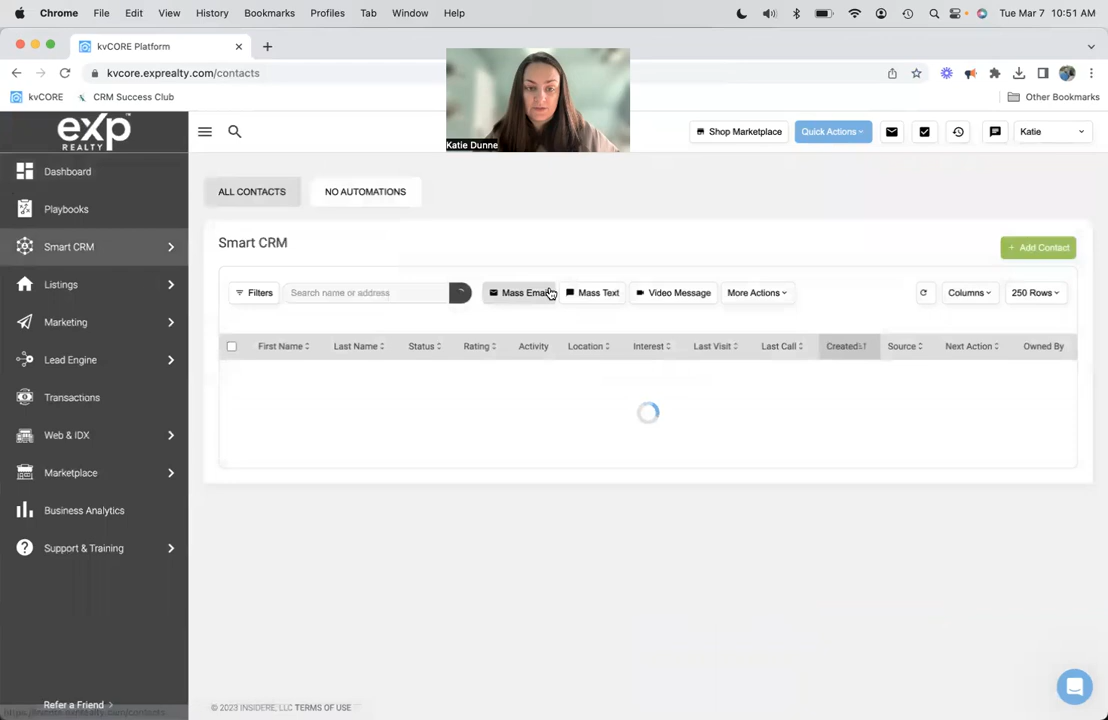 Chrome File Edit View History Bookmarks Profiles Tab Window Help Tue Mar 7 10:51 AM
kvCORE Platform
kvcore.exprealty.com/contacts
kvCORE CRM Success Club Other Bookmarks
Katie Dunne
exp
REALTY
Shop Marketplace Quick Actions Katie
Dashboard
Playbooks
Smart CRM
Listings
Marketing
Lead Engine
Transactions
Web & IDX
Marketplace
Business Analytics
Support & Training
Refer a Friend
ALL CONTACTS NO AUTOMATIONS
Smart CRM
+ Add Contact
Filters Search name or address Mass Email Mass Text Video Message More Actions Columns 250 Rows
First Name Last Name Status Rating Activity Location Interest Last Visit Last Call Created Source Next Action Owned By
© 2023 INSIDERE, LLC TERMS OF USE